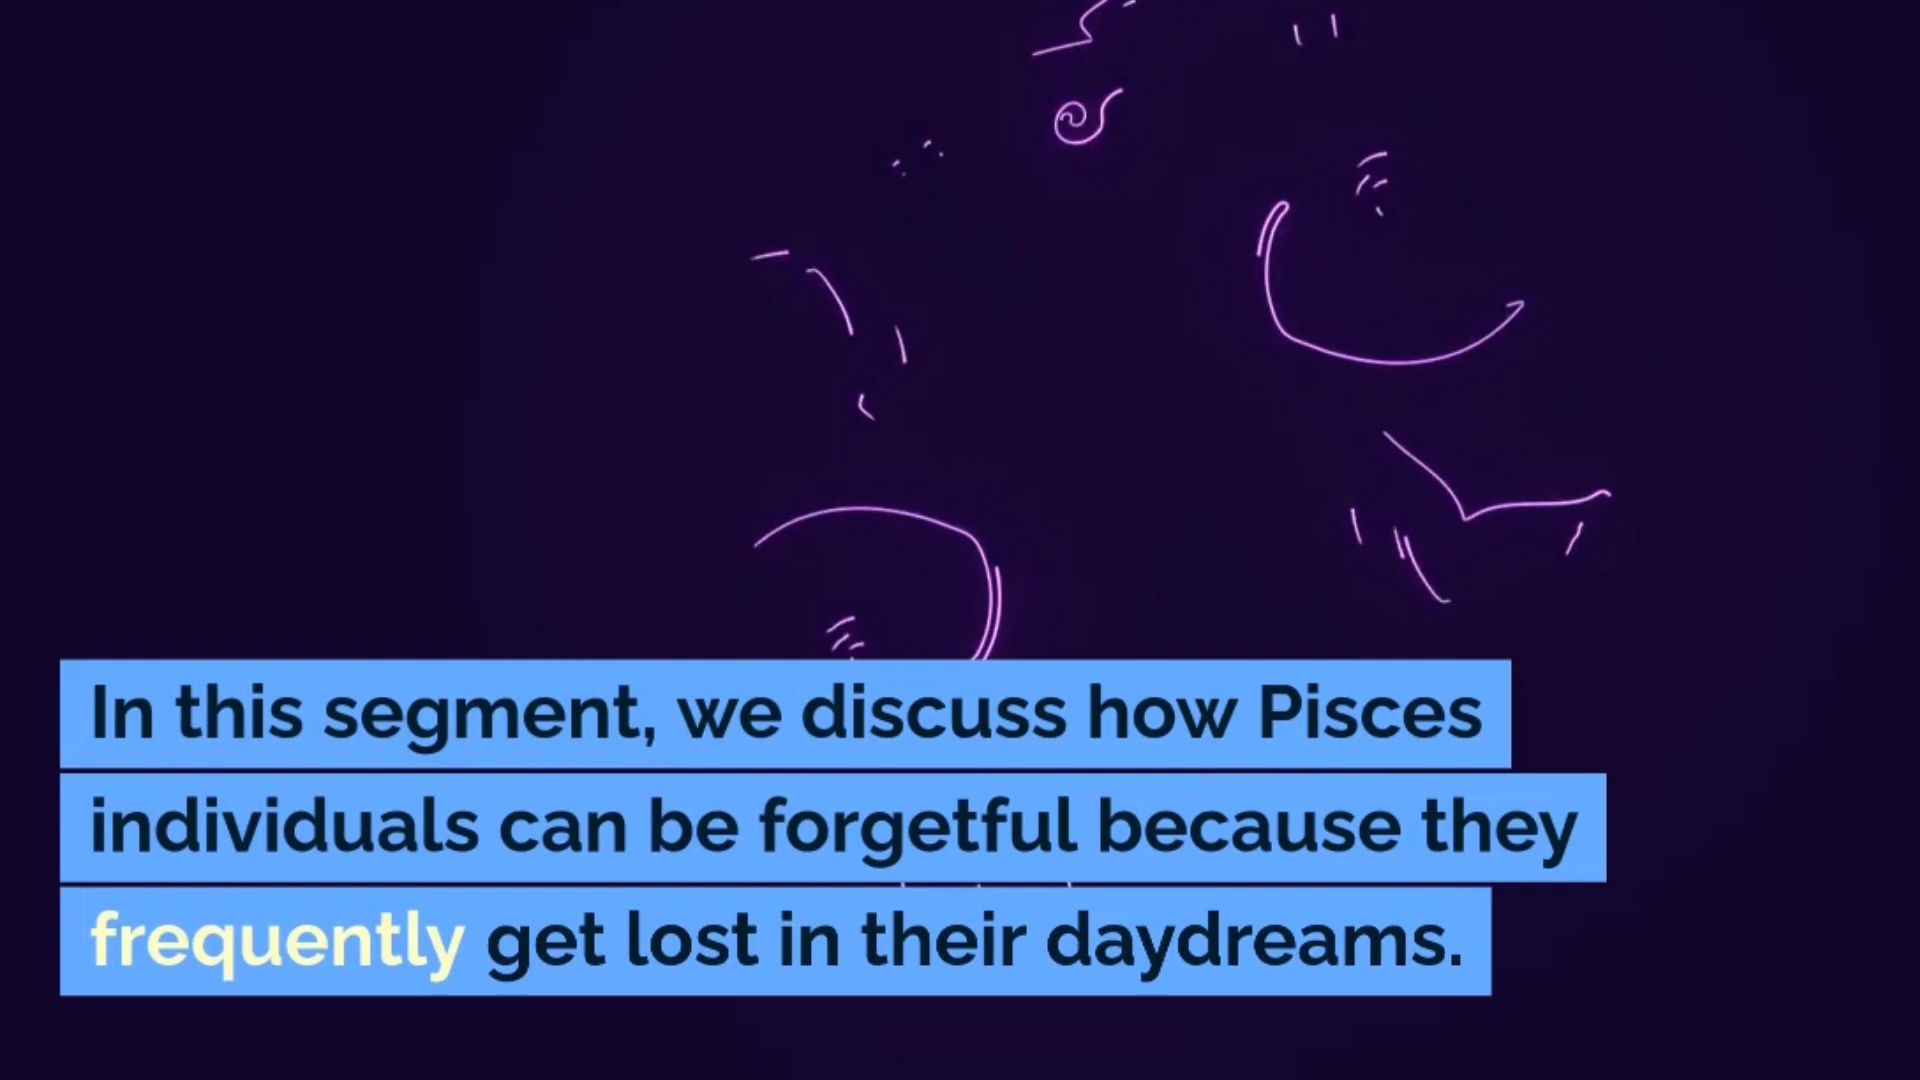 In this segment, we discuss how Pisces
individuals can be forgetful because they
frequently get lost in their daydreams.